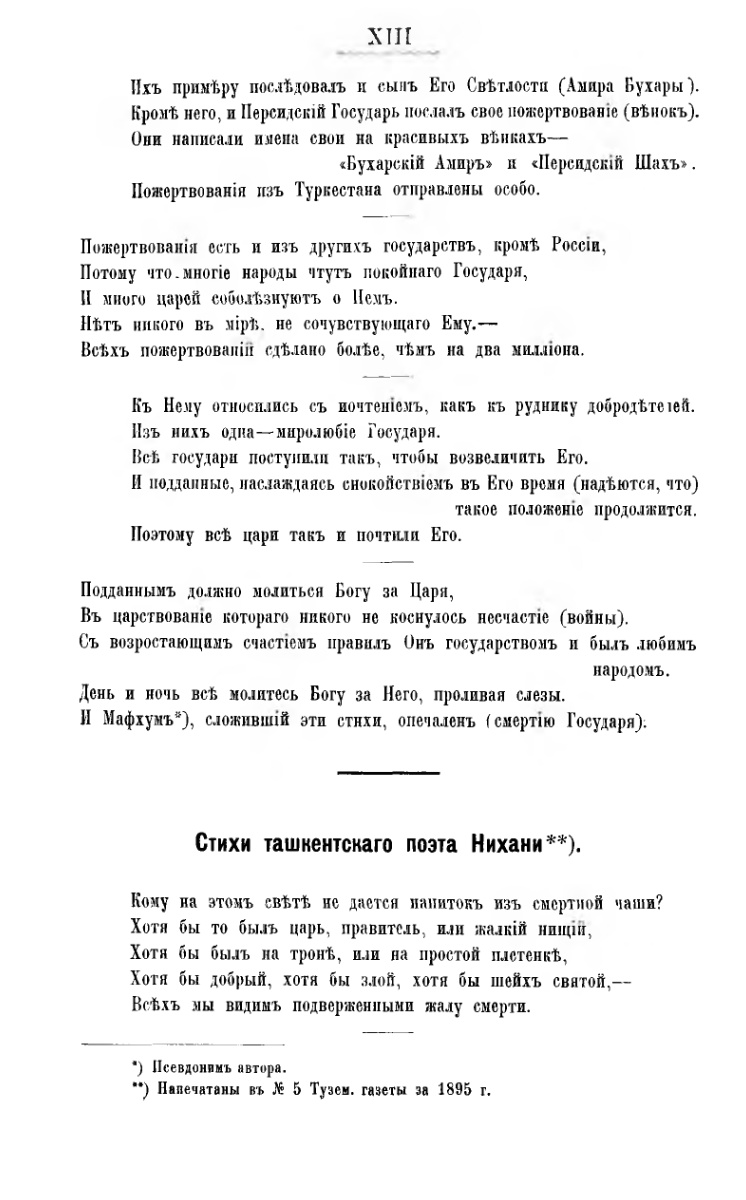 XIII
Ихъ примѣру послѣдовалъ и сынъ Его Свѣтлости (Амира Бухары).
Кромѣ него, и Персидскій Государь послалъ свое пожертвованіе (вѣнокъ).
Они написали имена свои на красивыхъ вѣнкахъ—
«Бухарскій Амиръ» и «Персидскій Шахъ».
Пожертвованія изъ Туркестана отправлены особо.
Пожертвованія есть и изъ другихъ государствъ, кромѣ Россіи,
Потому что многіе народы чтутъ покойнаго Государя,
И много царей соболѣзнуютъ о Немъ.
Нѣтъ никого въ мірѣ, не сочувствующаго Ему.—
Всѣхъ пожертвованій сдѣлано болѣе, чѣмъ на два милліона.
Къ Нему относились съ почтеніемъ, какъ къ руднику добродѣтелей.
Изъ нихъ одна—миролюбіе Государя.
Всѣ государи поступили такъ, чтобы возвеличить Его.
И подданные, наслаждаясь спокойствіемъ въ Его время (надѣются, что)
такое положеніе продолжится.
Поэтому всѣ цари такъ и почтили Его.
Подданнымъ должно молиться Богу за Царя,
Въ царствованіе котораго никого не коснулось несчастіе (войны).
Съ возростающимъ счастіемъ правилъ Онъ государствомъ и былъ любимъ
народомъ.
День и ночь всѣ молитесь Богу за Него, проливая слезы.
И Мафхумъ*), сложившій эти стихи, опечаленъ (смертію Государя).
Стихи ташкентскаго поэта Нихани**).
Кому на этомъ свѣтѣ не дается напитокъ изъ смертной чаши?
Хотя бы то былъ царь, правитель, или жалкій нищій,
Хотя бы былъ на тронѣ, или на простой плетенкѣ,
Хотя бы добрый, хотя бы злой, хотя бы шейхъ святой,—
Всѣхъ мы видимъ подверженными жалу смерти.
*) Псевдонимъ автора.
**) Напечатаны въ № 5 Тузем. газеты за 1895 г.